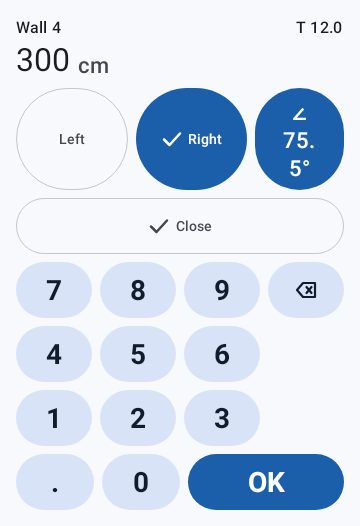 Wall 4 T 12.0
300 cm
Left Right ∠ 75.
5°
Close
7 8 9
4 5 6
1 2 3
. 0 OK